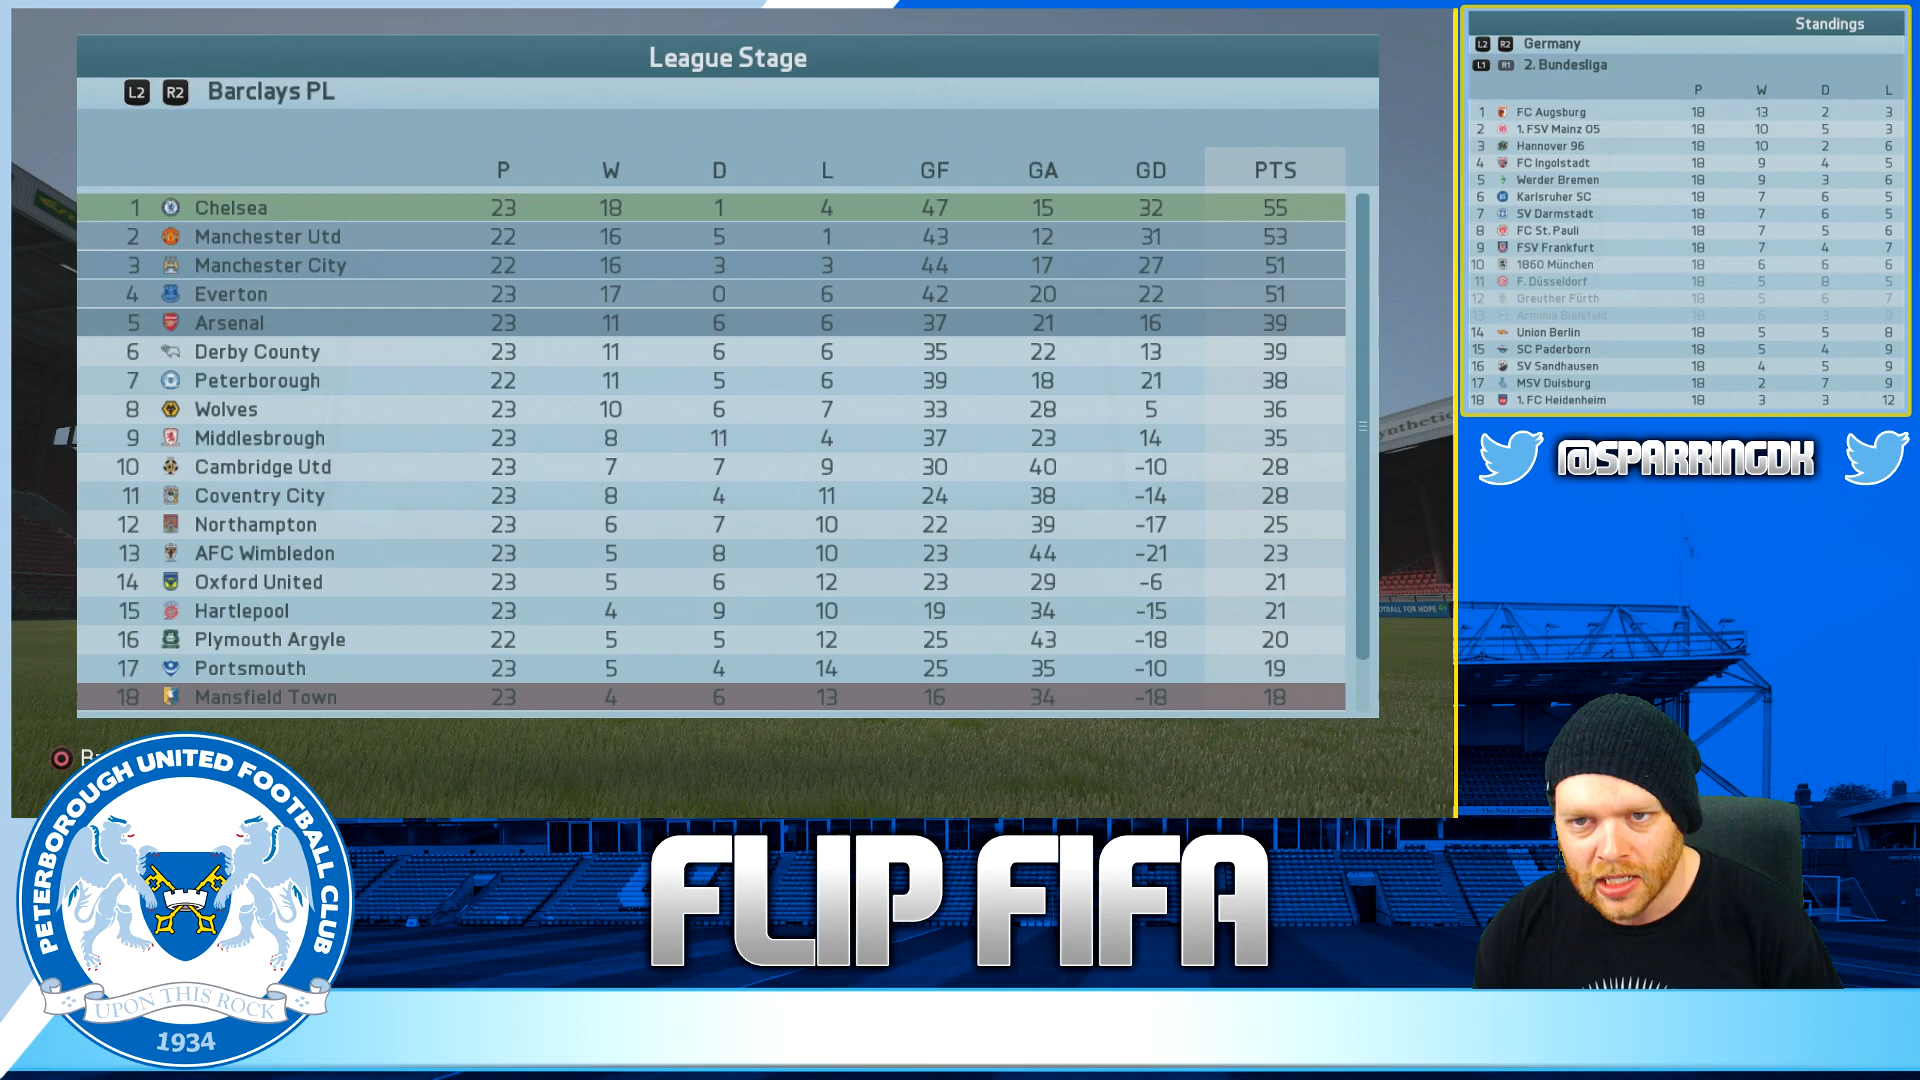 League Stage
L2 R2 Barclays PL
P W D L GF GA GD PTS
1 Chelsea 23 18 1 4 47 15 32 55
2 Manchester Utd 22 16 5 1 43 12 31 53
3 Manchester City 22 16 3 3 44 17 27 51
4 Everton 23 17 0 6 42 20 22 51
5 Arsenal 23 11 6 6 37 21 16 39
6 Derby County 23 11 6 6 35 22 13 39
7 Peterborough 22 11 5 6 39 18 21 38
8 Wolves 23 10 6 7 33 28 5 36
9 Middlesbrough 23 8 11 4 37 23 14 35
10 Cambridge Utd 23 7 7 9 30 40 -10 28
11 Coventry City 23 8 4 11 24 38 -14 28
12 Northampton 23 6 7 10 22 39 -17 25
13 AFC Wimbledon 23 5 8 10 23 44 -21 23
14 Oxford United 23 5 6 12 23 29 -6 21
15 Hartlepool 23 4 9 10 19 34 -15 21
16 Plymouth Argyle 22 5 5 12 25 43 -18 20
17 Portsmouth 23 5 4 14 25 35 -10 19
18 Mansfield Town 23 4 6 13 16 34 -18 18
Standings
L2 R2 Germany
L1 R1 2. Bundesliga
P W D L
1 FC Augsburg 18 13 2 3
2 1. FSV Mainz 05 18 10 5 3
3 Hannover 96 18 10 2 6
4 FC Ingolstadt 18 9 4 5
5 Werder Bremen 18 9 3 6
6 Karlsruher SC 18 7 6 5
7 SV Darmstadt 18 7 6 5
8 FC St. Pauli 18 7 5 6
9 FSV Frankfurt 18 7 4 7
10 1860 München 18 6 6 6
11 F. Düsseldorf 18 5 8 5
12 Greuther Fürth 18 5 6 7
13 Arminia Bielefeld 18 6 3 9
14 Union Berlin 18 5 5 8
15 SC Paderborn 18 5 4 9
16 SV Sandhausen 18 4 5 9
17 MSV Duisburg 18 2 7 9
18 1. FC Heidenheim 18 3 3 12
@SPARRINGDK
PETERBOROUGH UNITED FOOTBALL CLUB
UPON THIS ROCK
1934
FLIP FIFA